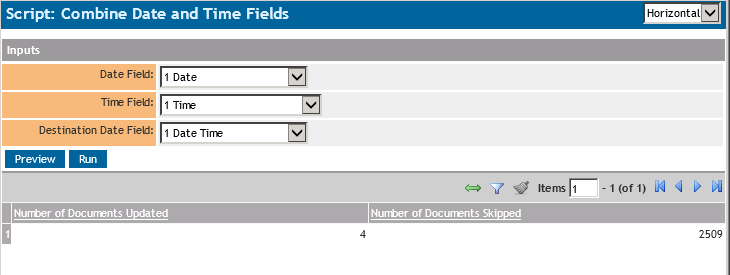 Script: Combine Date and Time Fields
Horizontal
Inputs
Date Field: 1 Date
Time Field: 1 Time
Destination Date Field: 1 Date Time
Preview Run
Items 1 - 1 (of 1)
Number of Documents Updated Number of Documents Skipped
1 4 2509